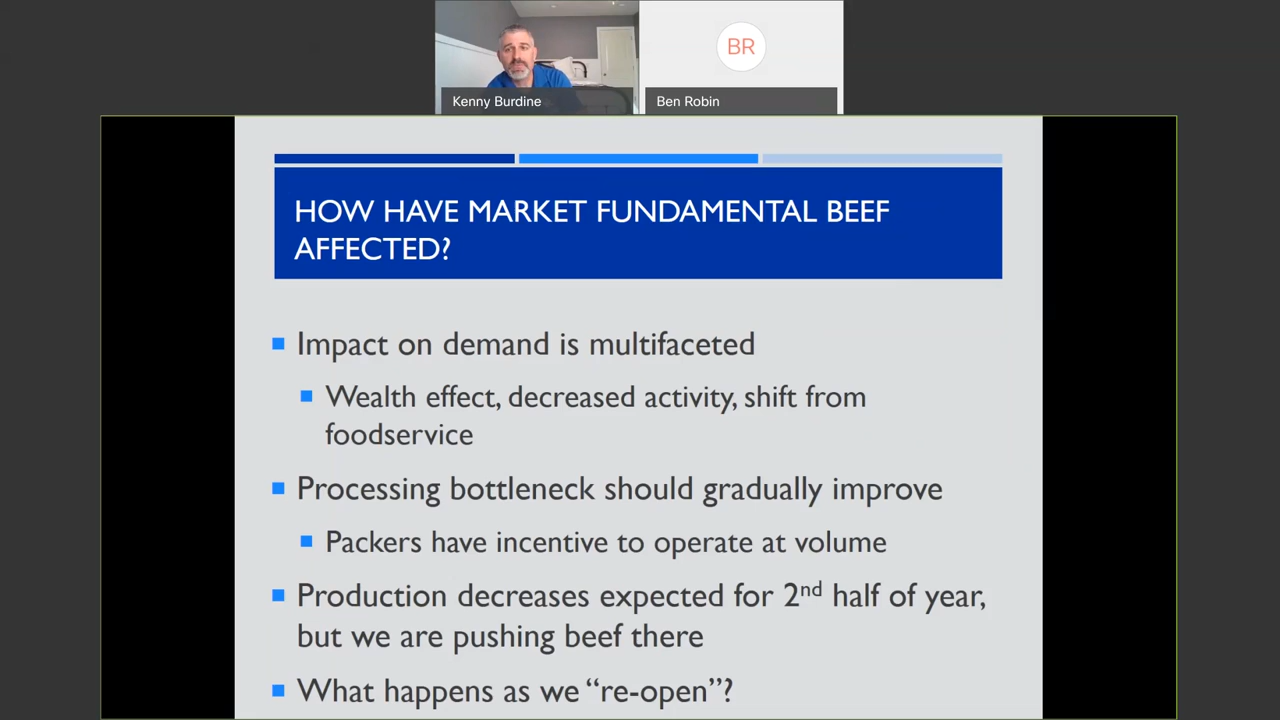 BR
Kenny Burdine
Ben Robin
HOW HAVE MARKET FUNDAMENTAL BEEF
AFFECTED?
Impact on demand is multifaceted
Wealth effect, decreased activity, shift from
foodservice
Processing bottleneck should gradually improve
Packers have incentive to operate at volume
Production decreases expected for 2nd half of year,
but we are pushing beef there
What happens as we “re-open”?